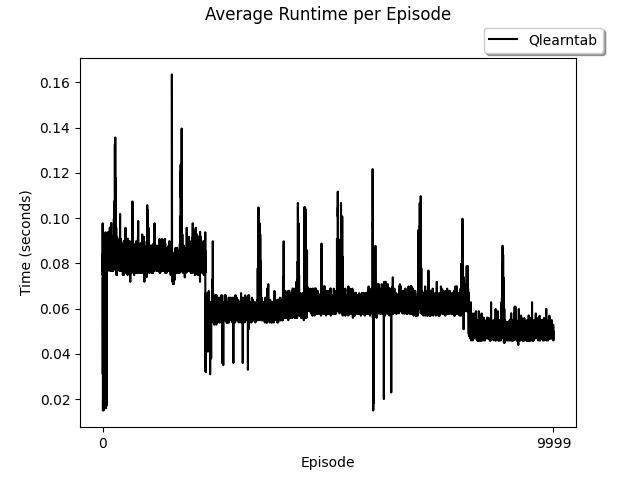 Average Runtime per Episode
Qlearntab
0.16
0.14
0.12
0.10
0.08
0.06
0.04
0.02
Time (seconds)
0 9999
Episode